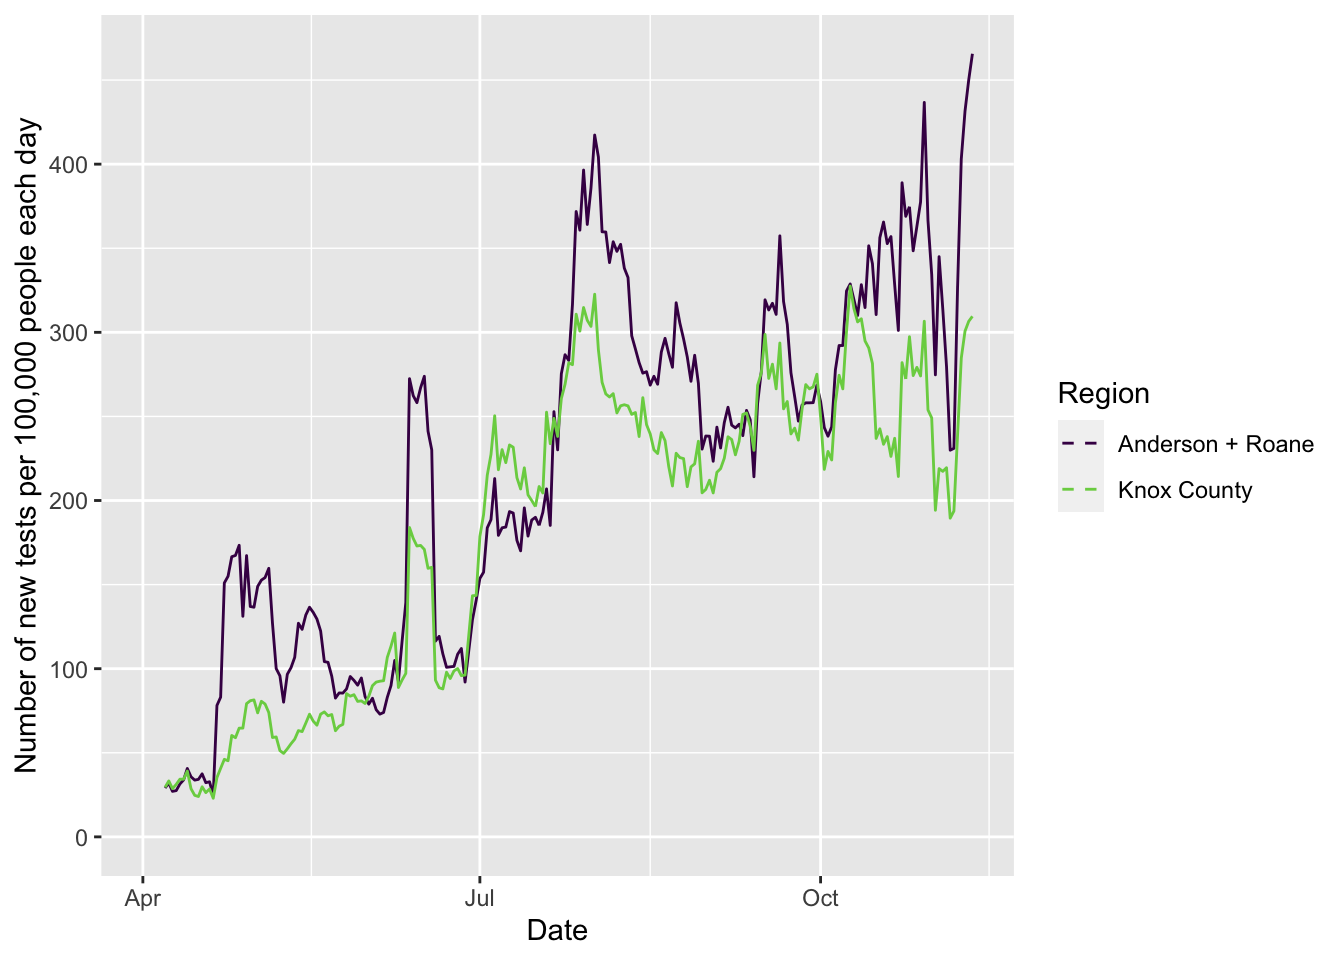 Number of new tests per 100,000 people each day
400
300
200
100
0
Apr
Jul
Oct
Date
Region
Anderson + Roane
Knox County